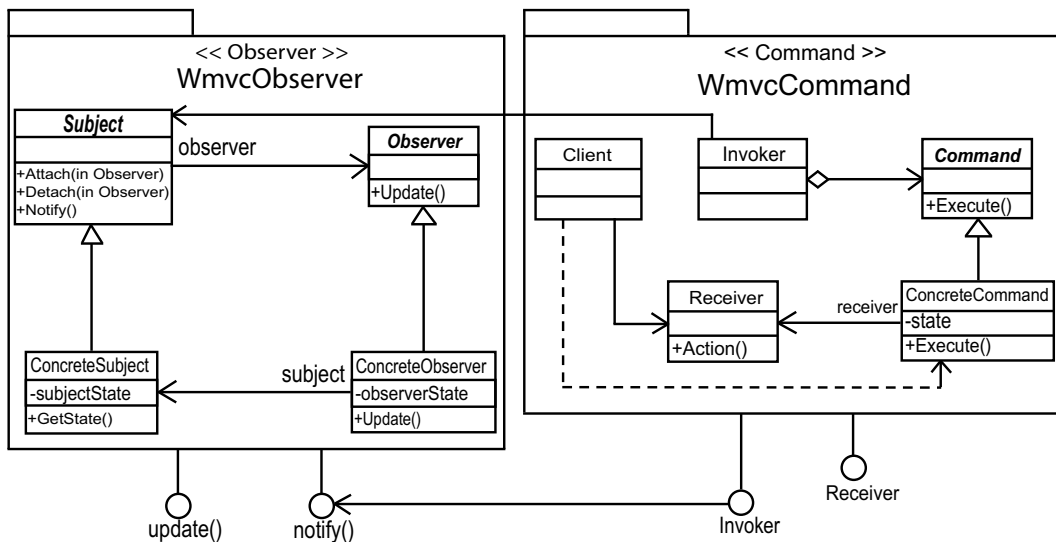 << Observer >>
WmvcObserver
Subject
+Attach(in Observer)
+Detach(in Observer)
+Notify()
observer
Observer
+Update()
ConcreteSubject
-subjectState
+GetState()
subject
ConcreteObserver
-observerState
+Update()
update()
notify()
<< Command >>
WmvcCommand
Client
Invoker
Command
+Execute()
Receiver
+Action()
receiver
ConcreteCommand
-state
+Execute()
Invoker
Receiver